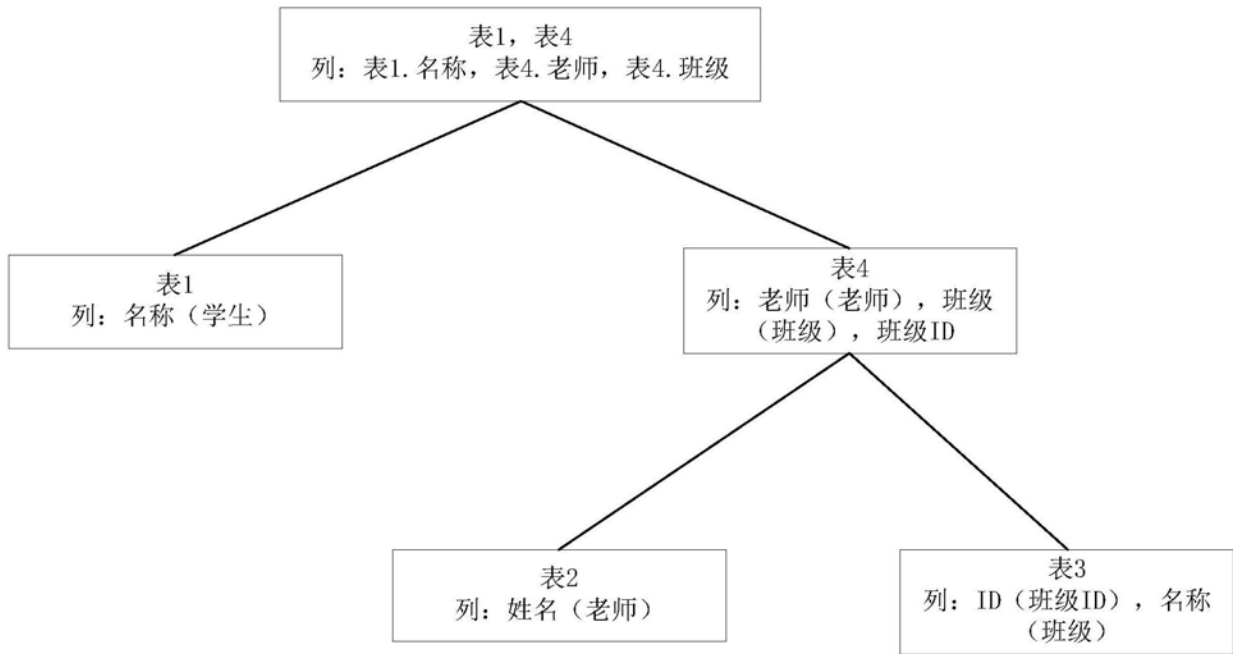 表1，表4
列：表1.名称，表4.老师，表4.班级
表1
列：名称（学生）
表4
列：老师（老师），班级
（班级），班级ID
表2
列：姓名（老师）
表3
列：ID（班级ID），名称
（班级）